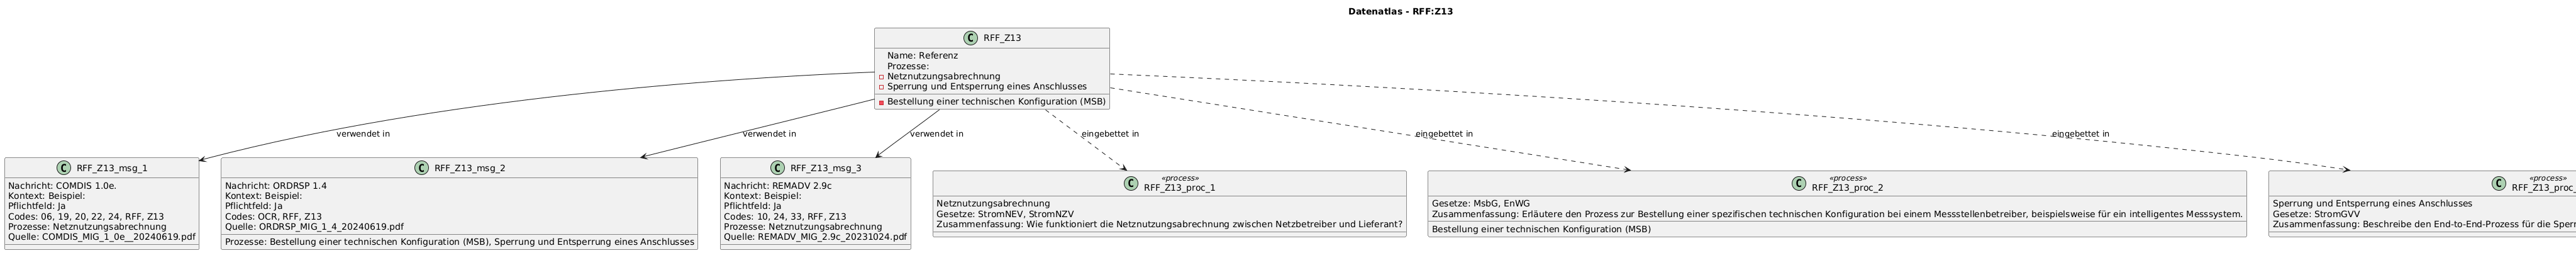 Datenatlas - RFF:Z13
C RFF_Z13
Name: Referenz
Prozesse:
Netznutzungsabrechnung
Sperrung und Entsperrung eines Anschlusses
Bestellung einer technischen Konfiguration (MSB)
verwendet in
verwendet in
verwendet in
eingebettet in
eingebettet in
eingebettet in
C RFF_Z13_msg_1
Nachricht: COMDIS 1.0e.
Kontext: Beispiel:
Pflichtfeld: Ja
Codes: 06, 19, 20, 22, 24, RFF, Z13
Prozesse: Netznutzungsabrechnung
Quelle: COMDIS_MIG_1_0e__20240619.pdf
C RFF_Z13_msg_2
Nachricht: ORDRSP 1.4
Kontext: Beispiel:
Pflichtfeld: Ja
Codes: OCR, RFF, Z13
Quelle: ORDRSP_MIG_1_4_20240619.pdf
Prozesse: Bestellung einer technischen Konfiguration (MSB), Sperrung und Entsperrung eines Anschlusses
C RFF_Z13_msg_3
Nachricht: REMADV 2.9c
Kontext: Beispiel:
Pflichtfeld: Ja
Codes: 10, 24, 33, RFF, Z13
Prozesse: Netznutzungsabrechnung
Quelle: REMADV_MIG_2.9c_20231024.pdf
«process»
C RFF_Z13_proc_1
Netznutzungsabrechnung
Gesetze: StromNEV, StromNZV
Zusammenfassung: Wie funktioniert die Netznutzungsabrechnung zwischen Netzbetreiber und Lieferant?
«process»
C RFF_Z13_proc_2
Gesetze: MsbG, EnWG
Zusammenfassung: Erläutere den Prozess zur Bestellung einer spezifischen technischen Konfiguration bei einem Messstellenbetreiber, beispielsweise für ein intelligentes Messsystem.
Bestellung einer technischen Konfiguration (MSB)
«process»
C RFF_Z13_proc_
Sperrung und Entsperrung eines Anschlusses
Gesetze: StromGVV
Zusammenfassung: Beschreibe den End-to-End-Prozess für die Sperr